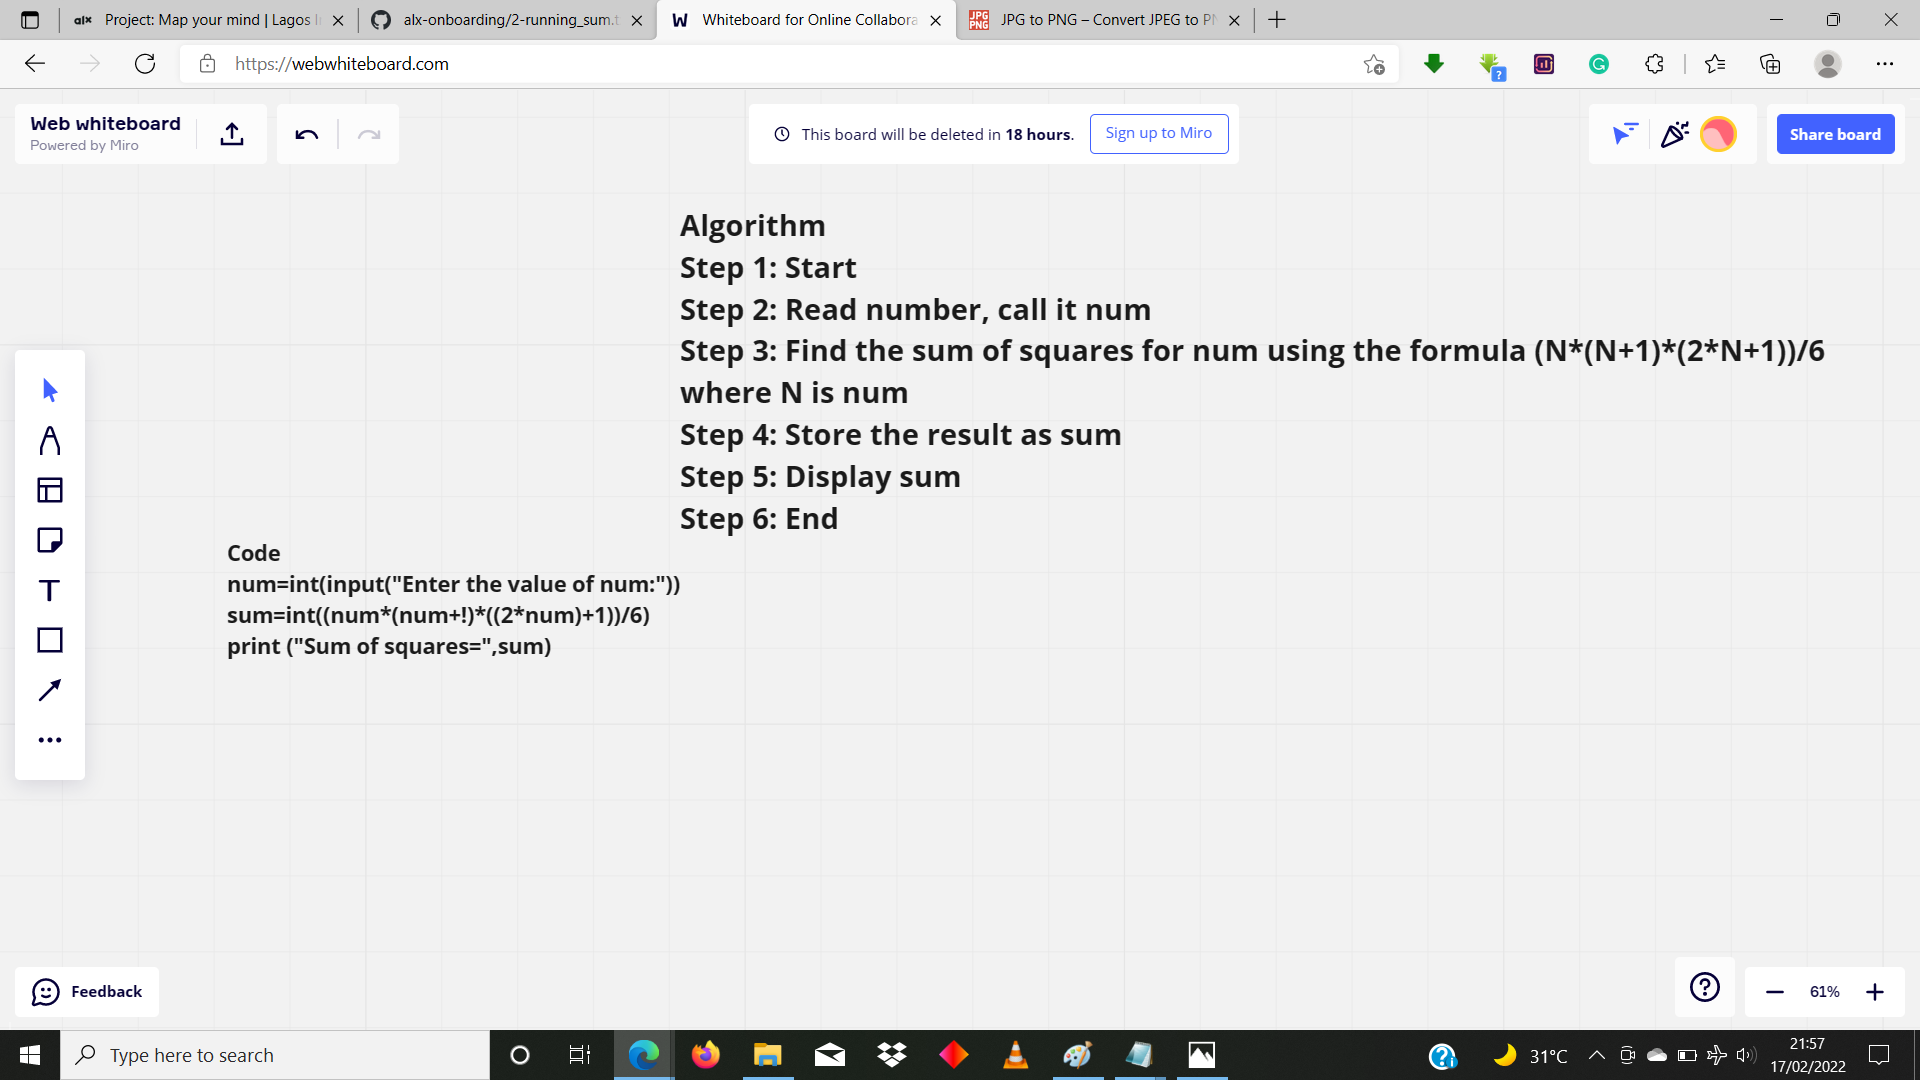 alx Project: Map your mind | Lagos I
alx-onboarding/2-running_sum.t
W Whiteboard for Online Collabora
JPG PNG JPG to PNG – Convert JPEG to PN
https://webwhiteboard.com
Web whiteboard
Powered by Miro
This board will be deleted in 18 hours.
Sign up to Miro
Share board
Algorithm
Step 1: Start
Step 2: Read number, call it num
Step 3: Find the sum of squares for num using the formula (N*(N+1)*(2*N+1))/6
where N is num
Step 4: Store the result as sum
Step 5: Display sum
Step 6: End
Code
num=int(input("Enter the value of num:"))
sum=int((num*(num+!)*((2*num)+1))/6)
print ("Sum of squares=",sum)
Feedback
61%
Type here to search
31°C
21:57
17/02/2022